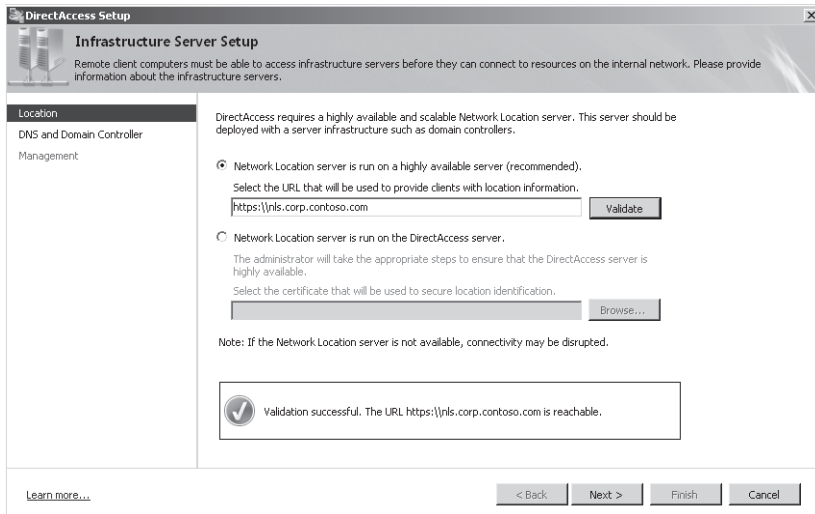 DirectAccess Setup
Infrastructure Server Setup
Remote client computers must be able to access infrastructure servers before they can connect to resources on the internal network. Please provide
information about the infrastructure servers.
Location
DNS and Domain Controller
Management
DirectAccess requires a highly available and scalable Network Location server. This server should be
deployed with a server infrastructure such as domain controllers.
Network Location server is run on a highly available server (recommended).
Select the URL that will be used to provide clients with location information.
https:\\nls.corp.contoso.com
Validate
Network Location server is run on the DirectAccess server.
The administrator will take the appropriate steps to ensure that the DirectAccess server is
highly available.
Select the certificate that will be used to secure location identification.
Browse...
Note: If the Network Location server is not available, connectivity may be disrupted.
Validation successful. The URL https:\\nls.corp.contoso.com is reachable.
Learn more...
< Back
Next >
Finish
Cancel